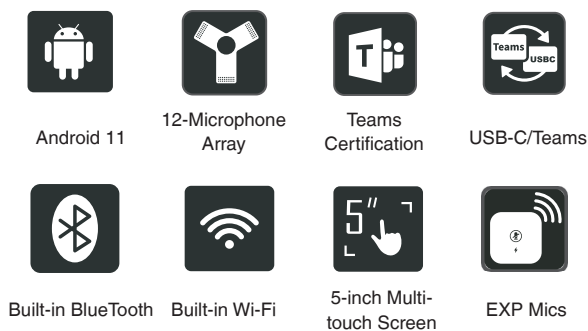 T
Teams
USBC
Android 11
12-Microphone
Array
Teams
Certification
USB-C/Teams
5"
Built-in BlueTooth
Built-in Wi-Fi
5-inch Multi-
touch Screen
EXP Mics